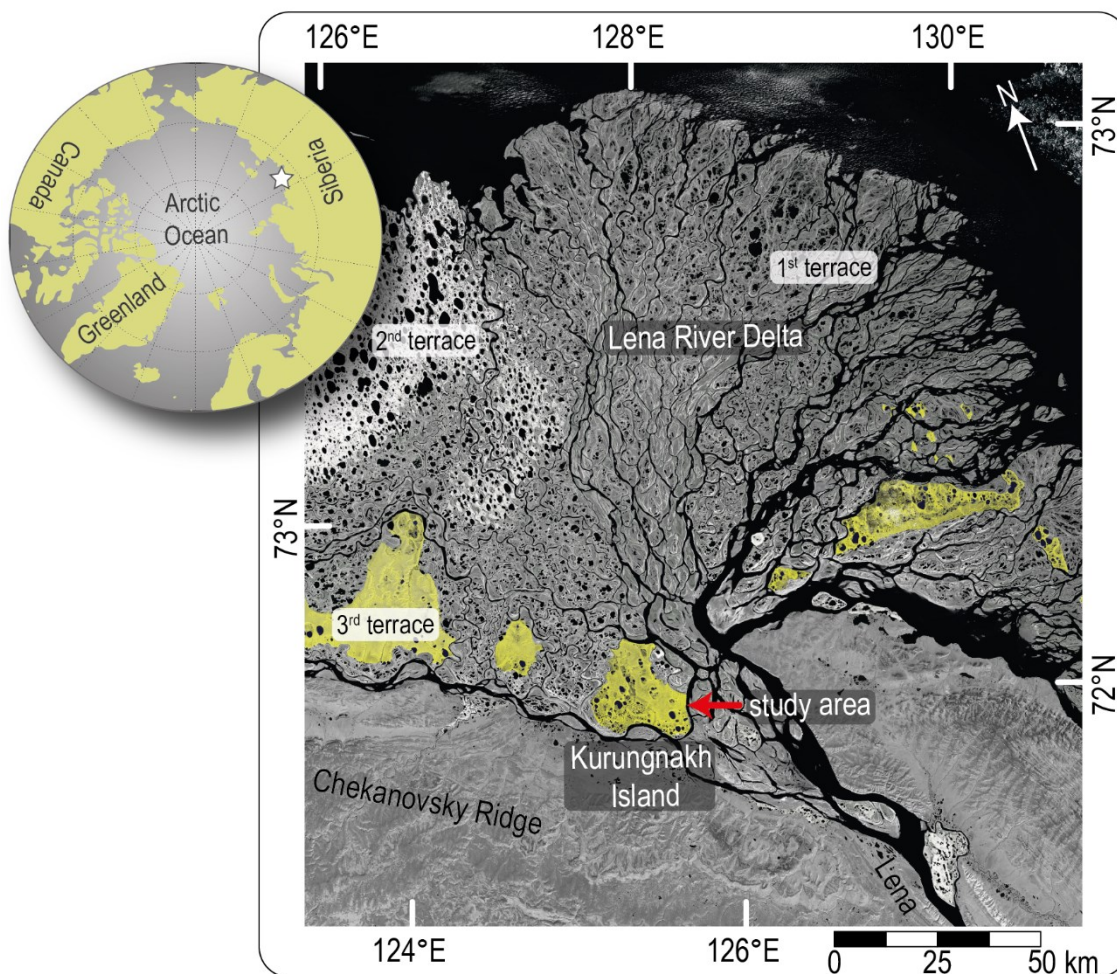 126°E
128°E
130°E
N
73°N
Canada
Siberia
Arctic
Ocean
Greenland
1st terrace
2nd terrace
Lena River Delta
73°N
3rd terrace
72°N
study area
Kurungnakh
Island
Chekanovsky Ridge
Lena
124°E
126°E
0 25 50 km